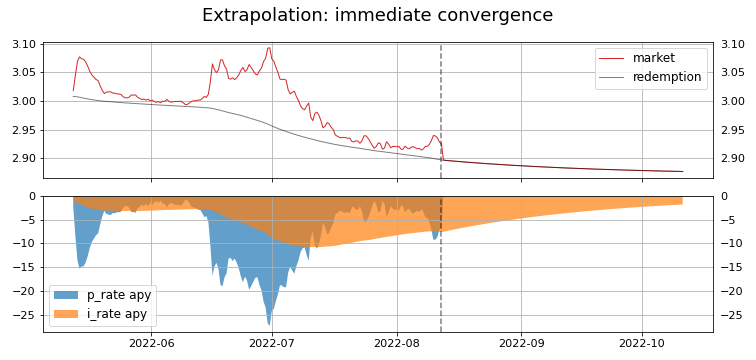 Extrapolation: immediate convergence
3.10 3.10
3.05 3.05
3.00 3.00
2.95 2.95
2.90 2.90
market
redemption
0 0
−5 −5
−10 −10
−15 −15
−20 −20
−25 −25
p_rate apy
i_rate apy
2022-06 2022-07 2022-08 2022-09 2022-10